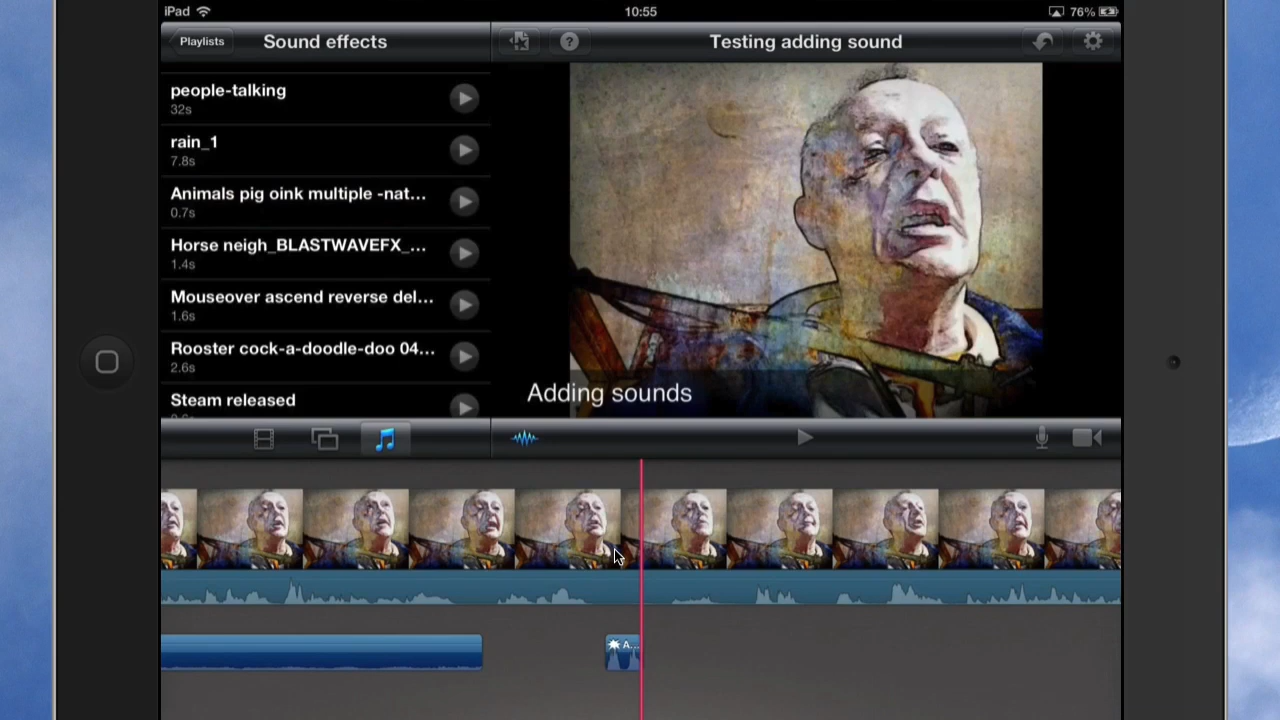 iPad 10:55 76%
Playlists Sound effects ? Testing adding sound
people-talking
32s
rain_1
7.8s
Animals pig oink multiple -nat...
0.7s
Horse neigh_BLASTWAVEFX_...
1.4s
Mouseover ascend reverse del...
1.6s
Rooster cock-a-doodle-doo 04...
2.6s
Steam released
Adding sounds
A...